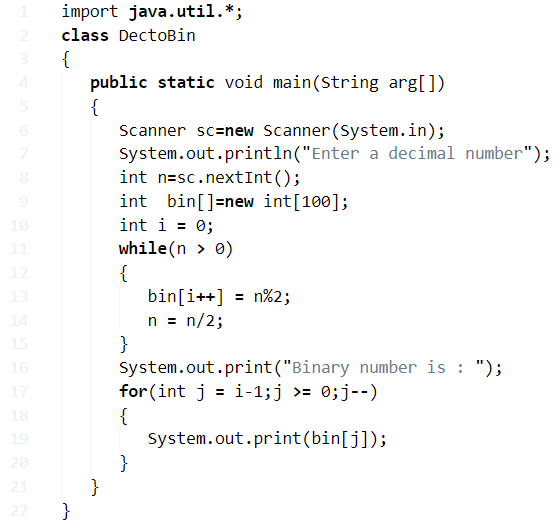 1 import java.util.*;
2 class DectoBin
3 {
4 public static void main(String arg[])
5 {
6 Scanner sc=new Scanner(System.in);
7 System.out.println("Enter a decimal number");
8 int n=sc.nextInt();
9 int  bin[]=new int[100];
10 int i = 0;
11 while(n > 0)
12 {
13 bin[i++] = n%2;
14 n = n/2;
15 }
16 System.out.print("Binary number is : ");
17 for(int j = i-1;j >= 0;j--)
18 {
19 System.out.print(bin[j]);
20 }
21 }
22 }